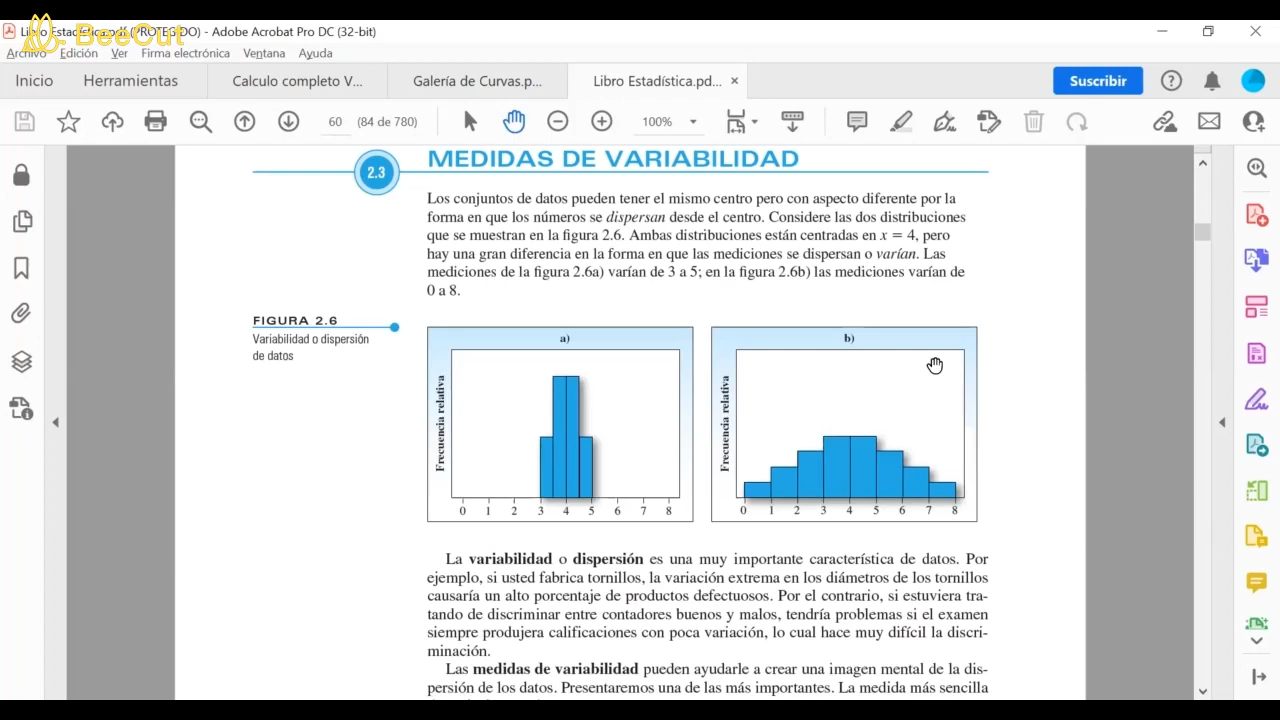 Libro Estadística.pdf (PROTEGIDO) - Adobe Acrobat Pro DC (32-bit)
BeeCut
Archivo Edición Ver Firma electrónica Ventana Ayuda
Inicio Herramientas Calculo completo V... Galería de Curvas.p... Libro Estadística.pd... × Suscribir
60 (84 de 780) 100%
2.3 MEDIDAS DE VARIABILIDAD
Los conjuntos de datos pueden tener el mismo centro pero con aspecto diferente por la
forma en que los números se dispersan desde el centro. Considere las dos distribuciones
que se muestran en la figura 2.6. Ambas distribuciones están centradas en x = 4, pero
hay una gran diferencia en la forma en que las mediciones se dispersan o varían. Las
mediciones de la figura 2.6a) varían de 3 a 5; en la figura 2.6b) las mediciones varían de
0 a 8.
FIGURA 2.6
Variabilidad o dispersión
de datos
a)
Frecuencia relativa
0 1 2 3 4 5 6 7 8
b)
Frecuencia relativa
0 1 2 3 4 5 6 7 8
La variabilidad o dispersión es una muy importante característica de datos. Por
ejemplo, si usted fabrica tornillos, la variación extrema en los diámetros de los tornillos
causaría un alto porcentaje de productos defectuosos. Por el contrario, si estuviera tra-
tando de discriminar entre contadores buenos y malos, tendría problemas si el examen
siempre produjera calificaciones con poca variación, lo cual hace muy difícil la discri-
minación.
Las medidas de variabilidad pueden ayudarle a crear una imagen mental de la dis-
persión de los datos. Presentaremos una de las más importantes. La medida más sencilla